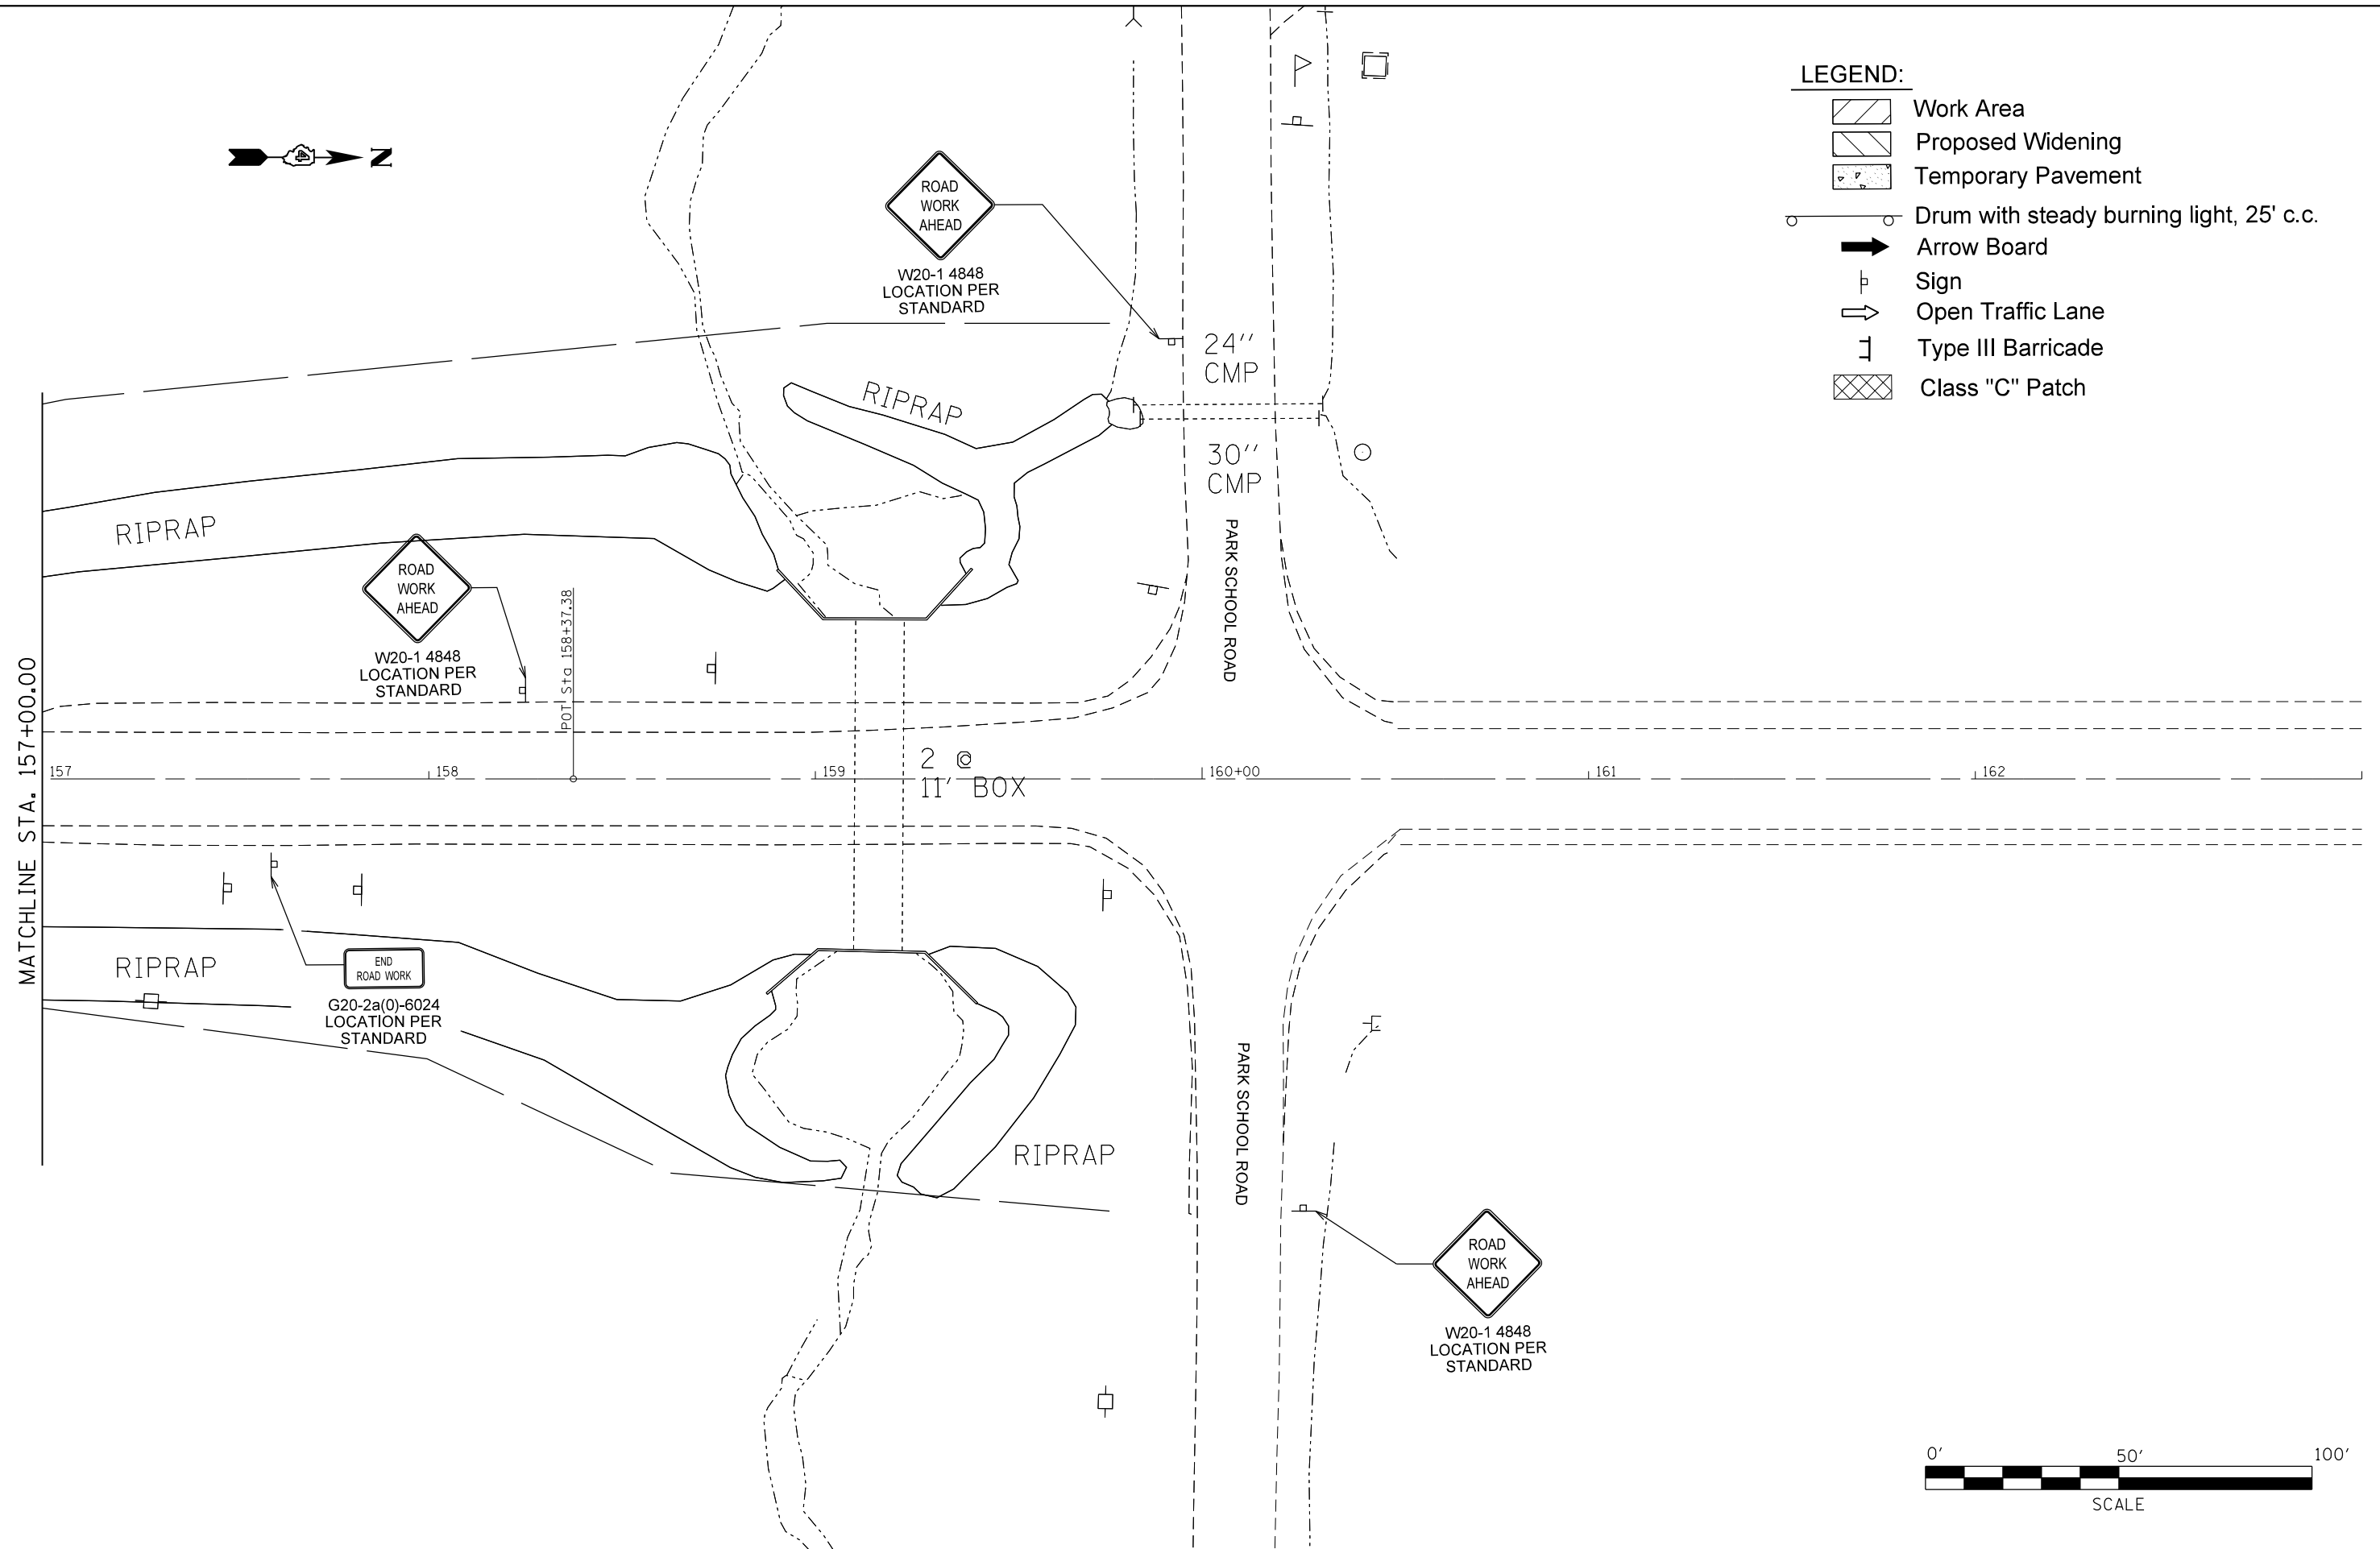 LEGEND:
Work Area
Proposed Widening
Temporary Pavement
Drum with steady burning light, 25' c.c.
Arrow Board
Sign
Open Traffic Lane
Type III Barricade
Class "C" Patch
N
4
ROAD
WORK
AHEAD
W20-1 4848
LOCATION PER
STANDARD
24''
CMP
RIPRAP
30''
CMP
RIPRAP
PARK SCHOOL ROAD
ROAD
WORK
AHEAD
W20-1 4848
LOCATION PER
STANDARD
POT Sta 158+37.38
MATCHLINE STA. 157+00.00
2 @
11' BOX
157
158
159
160+00
161
162
RIPRAP
END
ROAD WORK
G20-2a(0)-6024
LOCATION PER
STANDARD
PARK SCHOOL ROAD
RIPRAP
ROAD
WORK
AHEAD
W20-1 4848
LOCATION PER
STANDARD
0' 50' 100'
SCALE